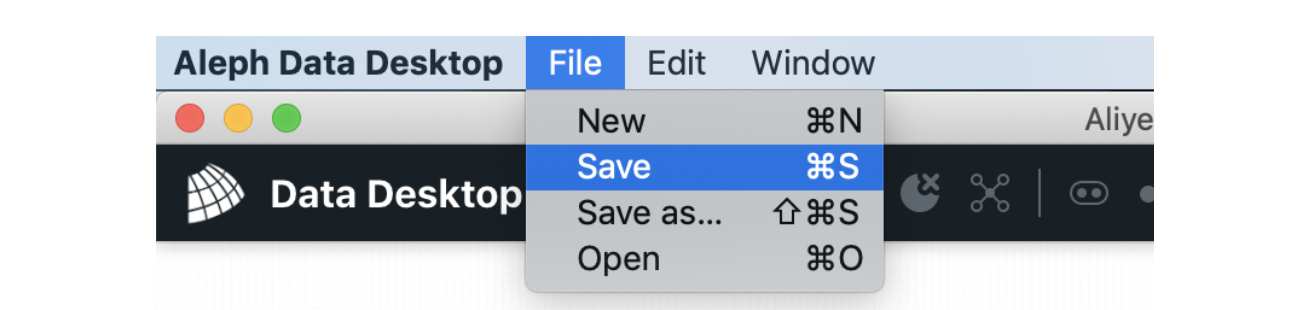 Aleph Data Desktop File Edit Window
Aliye
New ⌘N
Save ⌘S
Data Desktop
Save as... ⇧⌘S
Open ⌘O